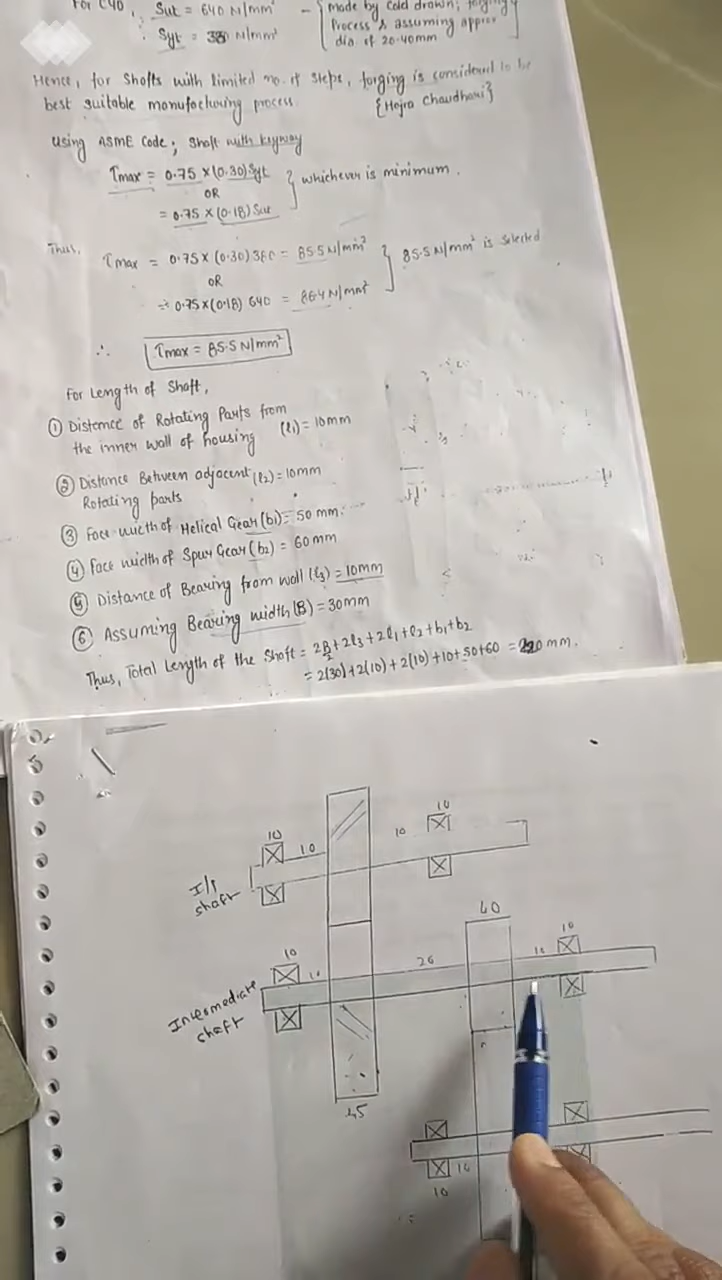 For C40, Sut = 640 N/mm² - made by cold drawn; forging
∴ Syt = 380 N/mm² Process & assuming approx
dia. of 20-40mm
Hence, for Shafts with limited no. of steps, forging is considered to be
best suitable manufacturing process. {Hajra Chaudhari}
Using ASME Code; Shaft with keyway
τmax = 0.75 × (0.30) Syt
OR
= 0.75 × (0.18) Sut
whichever is minimum.
Thus,
τmax = 0.75 × (0.30) 380 = 85.5 N/mm²
OR
⇒ 0.75×(0.18) 640 = 86.4 N/mm²
85.5 N/mm² is selected
∴ τmax = 85.5 N/mm²
For Length of Shaft,
① Distance of Rotating Parts from
the inner wall of housing (l1) = 10mm
② Distance Between adjacent (l2) = 10mm
Rotating parts
③ Face width of Helical Gear (b1) = 50 mm.
④ Face width of Spur Gear (b2) = 60 mm
⑤ Distance of Bearing from wall (l3) = 10mm
⑥ Assuming Bearing width (B) = 30mm
Thus, Total Length of the Shaft = 2B/2 + 2l3 + 2l1 + l2 + b1 + b2
= 2(30) + 2(10) + 2(10) + 10 + 50 + 60 = 220 mm.
10
10
10
10
I/P
shaft
60
10
10
20
10
10
Intermediate
shaft
45
10
10